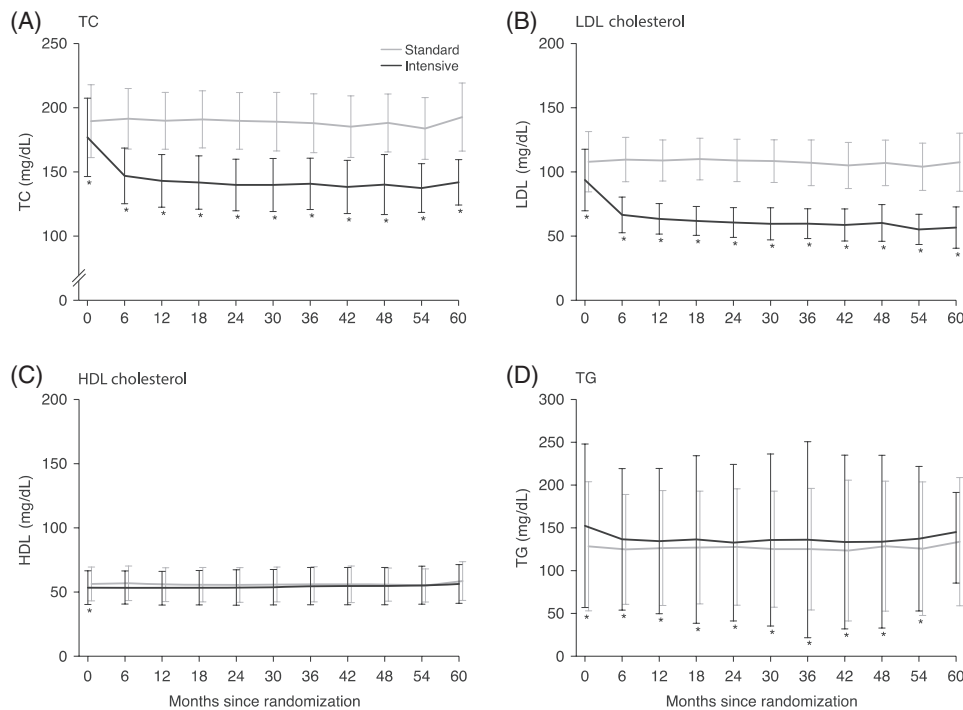 (A) TC
250
200
150
100
0
TC (mg/dL)
Standard
Intensive
* * * * * * * * * * *
0 6 12 18 24 30 36 42 48 54 60
(B) LDL cholesterol
200
150
100
50
0
LDL (mg/dL)
* * * * * * * * * * *
0 6 12 18 24 30 36 42 48 54 60
(C) HDL cholesterol
200
150
100
50
0
HDL (mg/dL)
*
0 6 12 18 24 30 36 42 48 54 60
Months since randomization
(D) TG
300
250
200
150
100
50
0
TG (mg/dL)
* * * * * * * * * *
0 6 12 18 24 30 36 42 48 54 60
Months since randomization